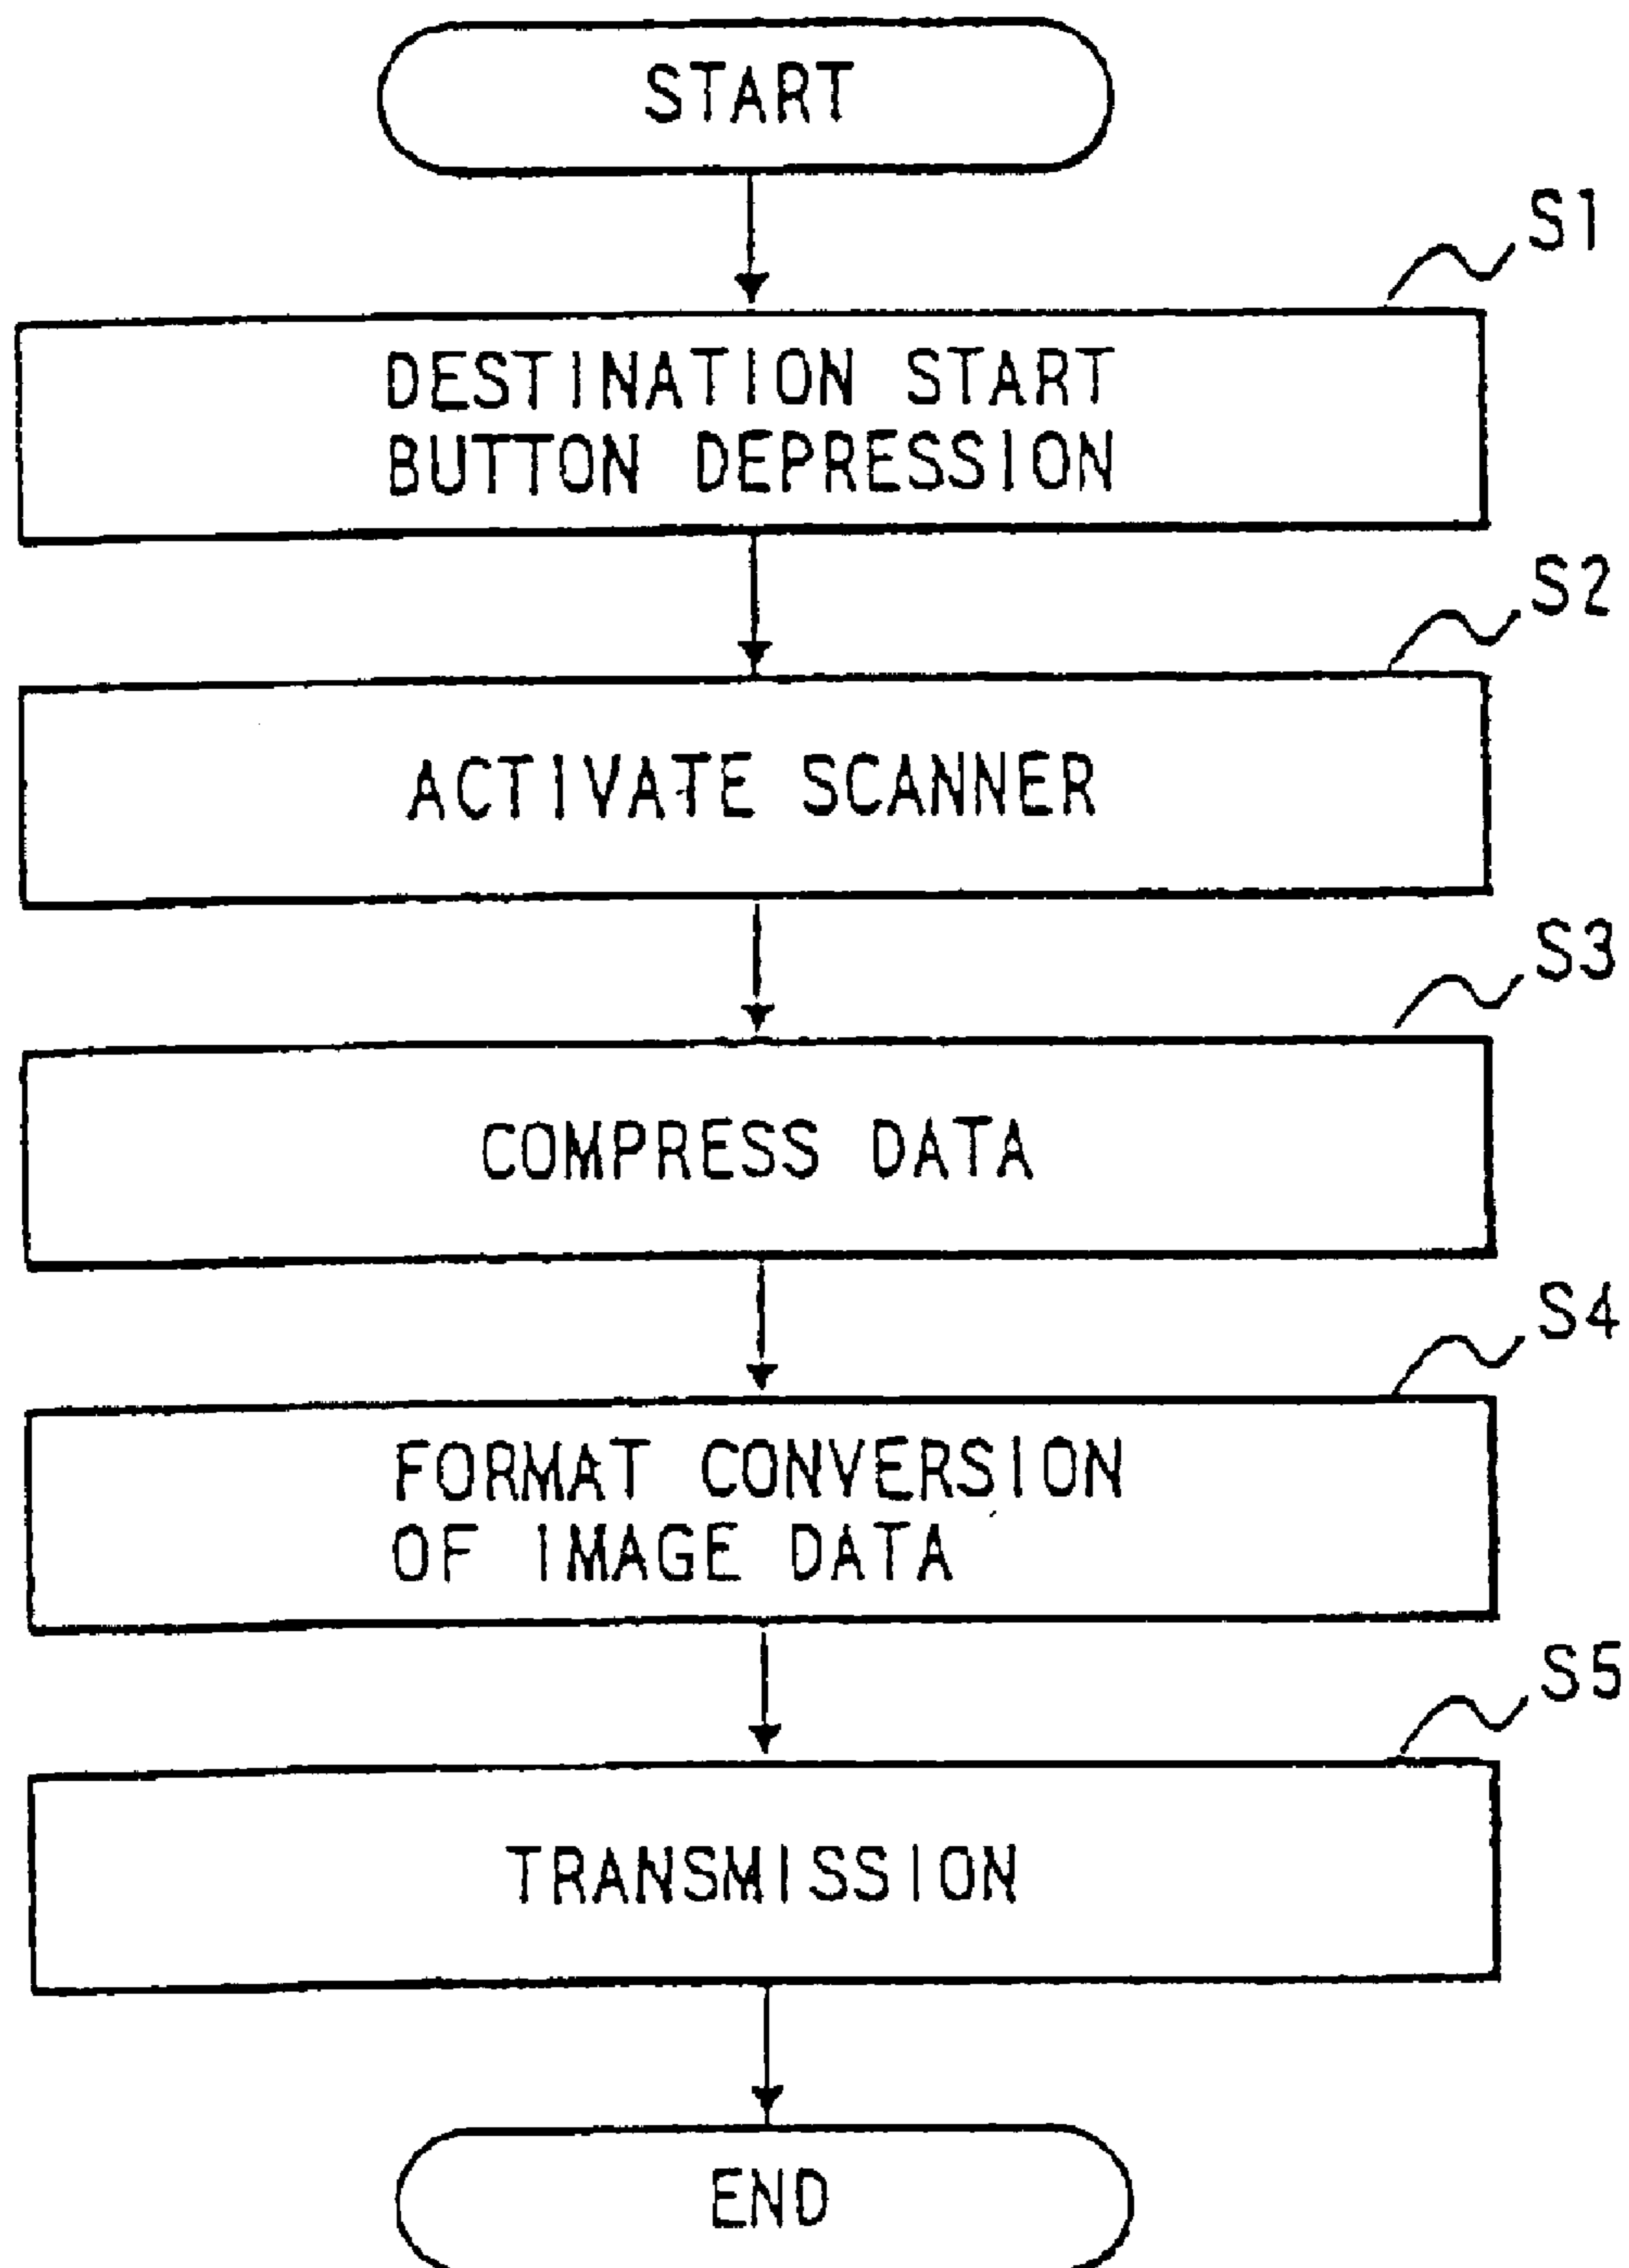 START
S1
DESTINATION START
BUTTON DEPRESSION
S2
ACTIVATE SCANNER
S3
COMPRESS DATA
S4
FORMAT CONVERSION
OF IMAGE DATA
S5
TRANSMISSION
END